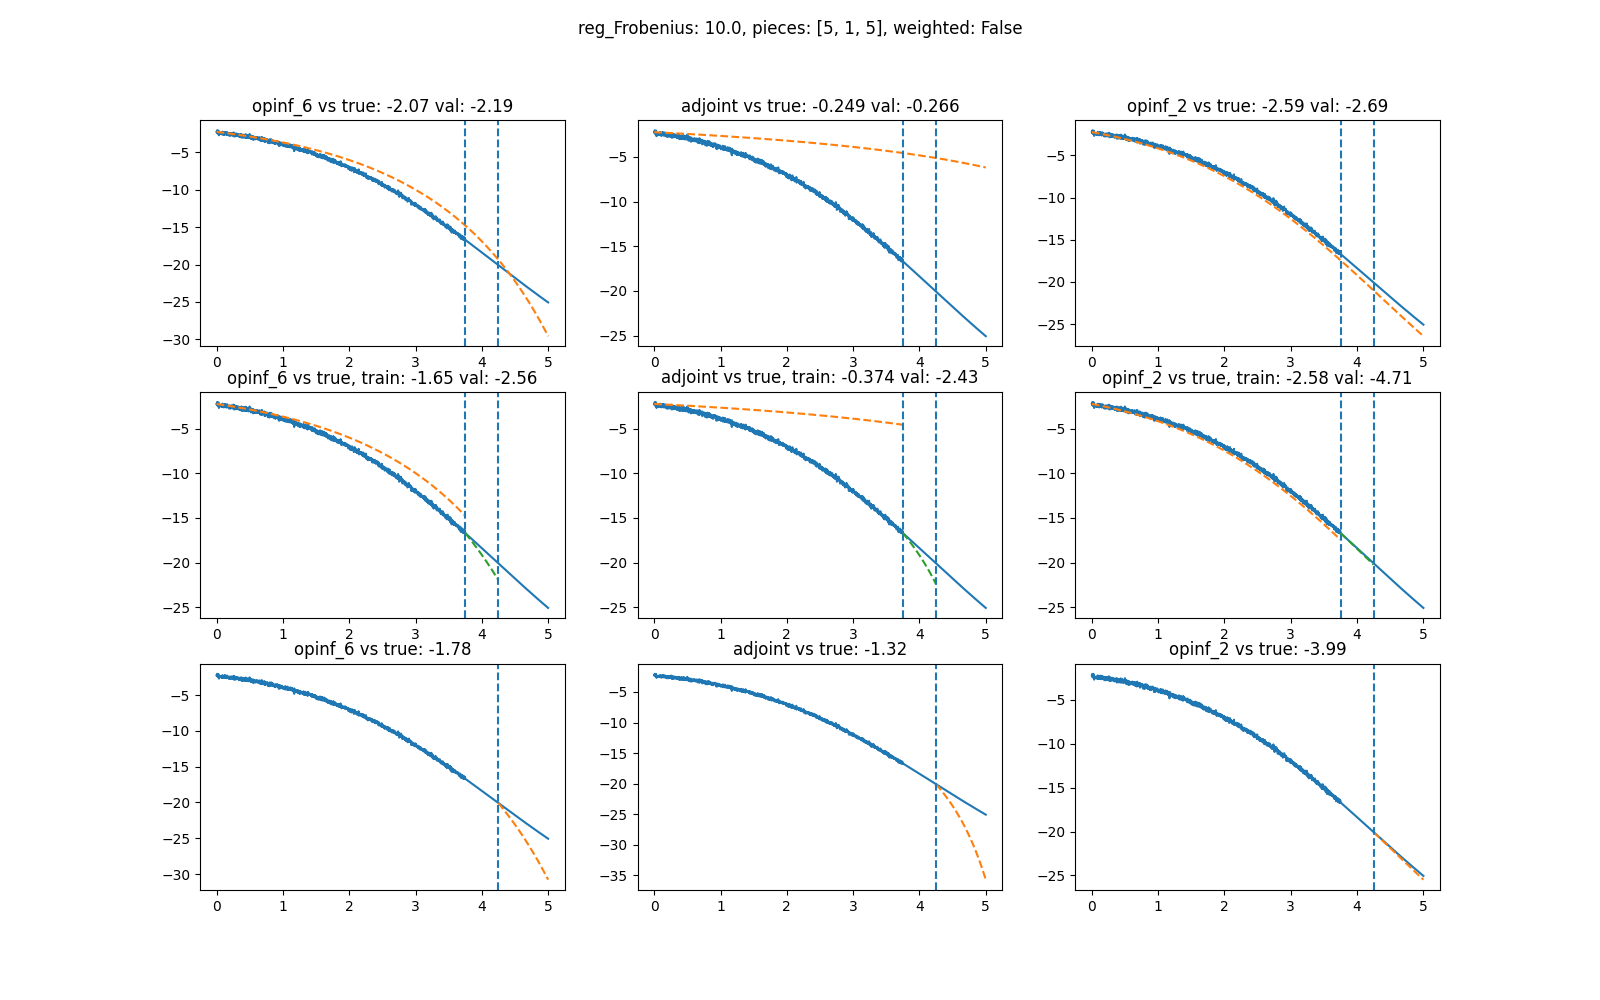 reg_Frobenius: 10.0, pieces: [5, 1, 5], weighted: False
opinf_6 vs true: -2.07 val: -2.19
−5
−10
−15
−20
−25
−30
0 1 2 3 4 5
adjoint vs true: -0.249 val: -0.266
−5
−10
−15
−20
−25
0 1 2 3 4 5
opinf_2 vs true: -2.59 val: -2.69
−5
−10
−15
−20
−25
0 1 2 3 4 5
opinf_6 vs true, train: -1.65 val: -2.56
−5
−10
−15
−20
−25
0 1 2 3 4 5
adjoint vs true, train: -0.374 val: -2.43
−5
−10
−15
−20
−25
0 1 2 3 4 5
opinf_2 vs true, train: -2.58 val: -4.71
−5
−10
−15
−20
−25
0 1 2 3 4 5
opinf_6 vs true: -1.78
−5
−10
−15
−20
−25
−30
0 1 2 3 4 5
adjoint vs true: -1.32
−5
−10
−15
−20
−25
−30
−35
0 1 2 3 4 5
opinf_2 vs true: -3.99
−5
−10
−15
−20
−25
0 1 2 3 4 5